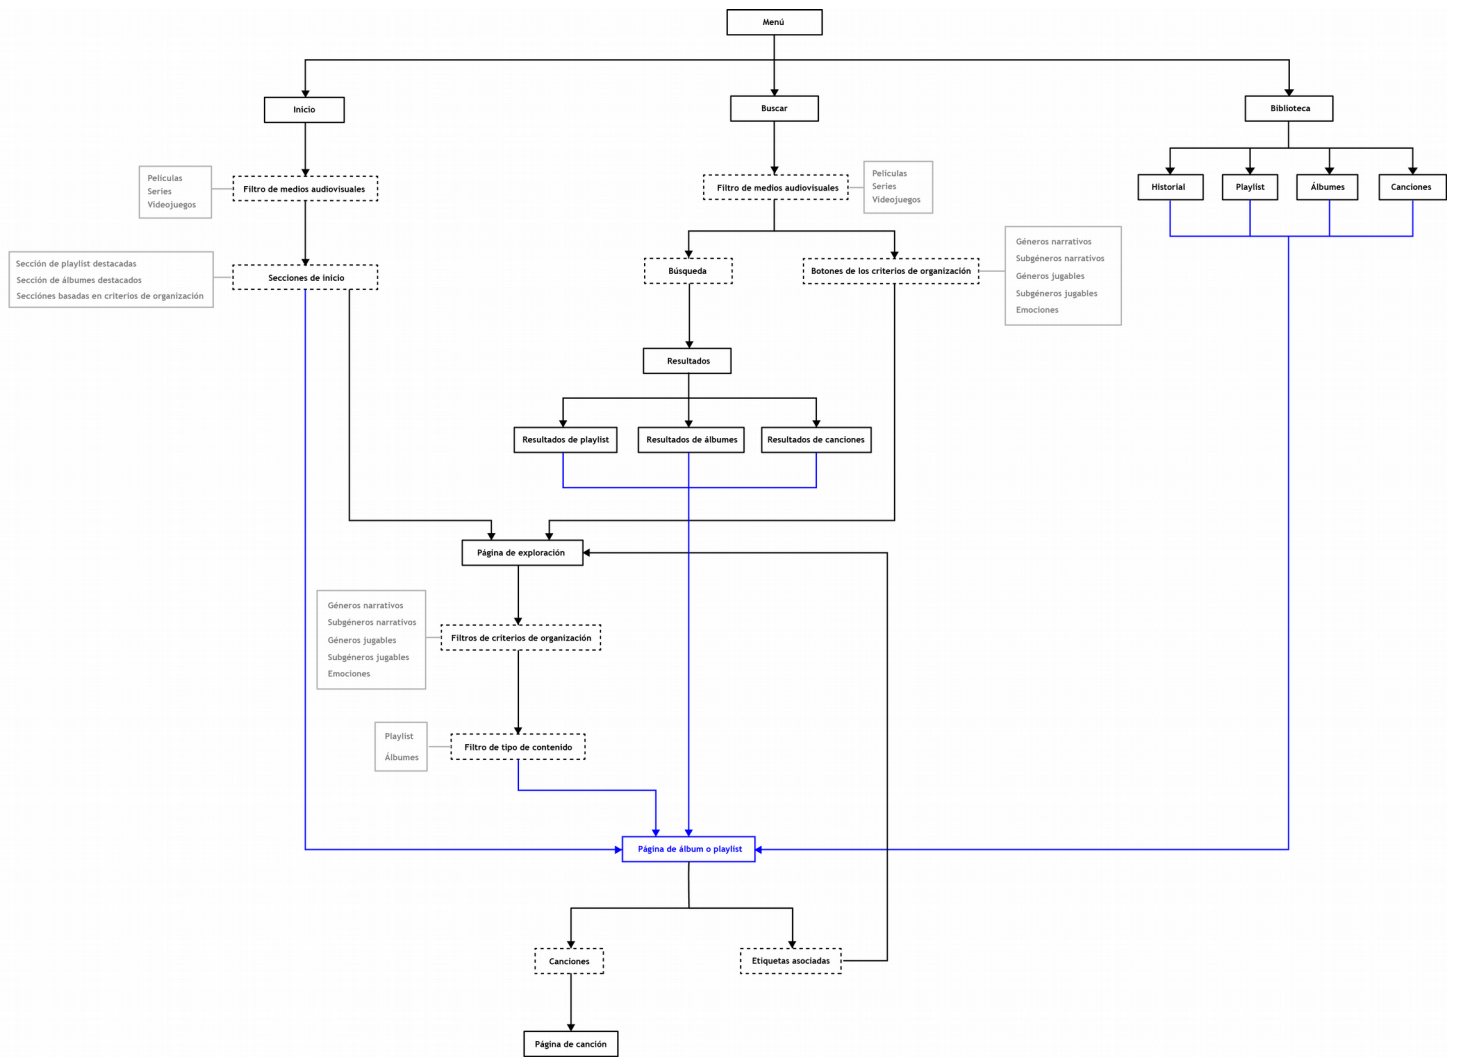 Menú
Inicio
Buscar
Biblioteca
Películas
Series
Videojuegos
Filtro de medios audiovisuales
Filtro de medios audiovisuales
Películas
Series
Videojuegos
Historial
Playlist
Álbumes
Canciones
Sección de playlist destacadas
Sección de álbumes destacados
Secciónes basadas en criterios de organización
Secciones de inicio
Búsqueda
Botones de los criterios de organización
Géneros narrativos
Subgéneros narrativos
Géneros jugables
Subgéneros jugables
Emociones
Resultados
Resultados de playlist
Resultados de álbumes
Resultados de canciones
Página de exploración
Géneros narrativos
Subgéneros narrativos
Géneros jugables
Subgéneros jugables
Emociones
Filtros de criterios de organización
Playlist
Álbumes
Filtro de tipo de contenido
Página de álbum o playlist
Canciones
Etiquetas asociadas
Página de canción